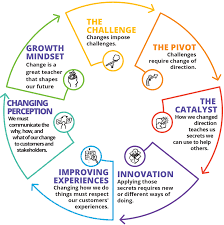 THE
CHALLENGE
Changes impose
challenges.
THE PIVOT
Challenges
require change of
direction.
THE
CATALYST
How we changed
direction
teaches us
secrets we
can use to help
others.
INNOVATION
Applying those
secrets requires new
or different ways of
doing.
IMPROVING
EXPERIENCES
Changing how we do
things must respect
our customers'
experiences.
CHANGING
PERCEPTION
We must
communicate the
why, how, and
what of our change
to customers and
stakeholders.
GROWTH
MINDSET
Change is a
great teacher
that shapes
our future